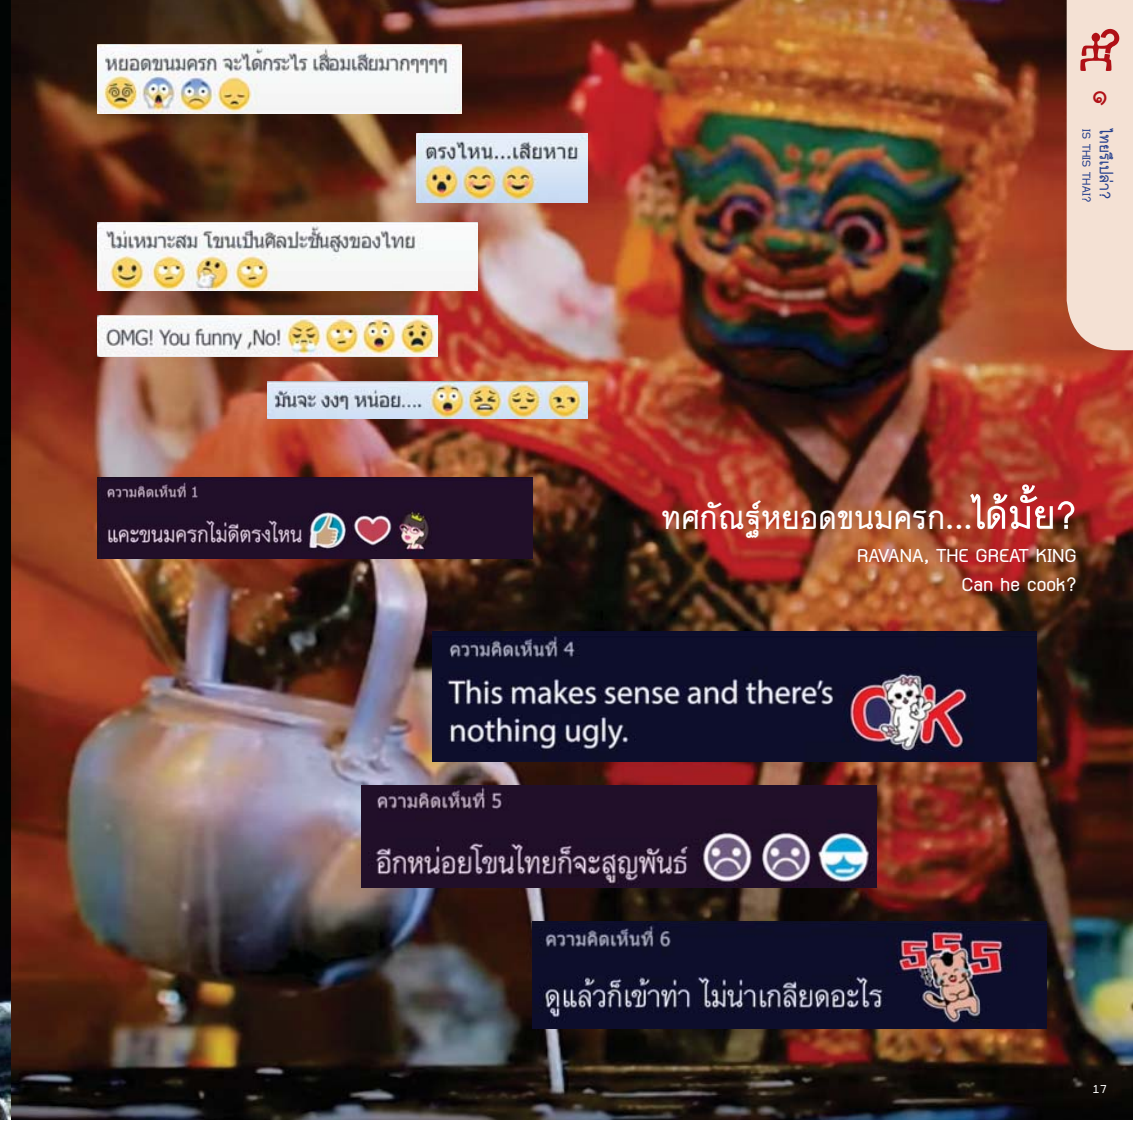 หยอดขนมครก จะได้กระไร เสื่อมเสียมากๆๆๆๆ
ตรงไหน...เสียหาย
ไม่เหมาะสม โขนเป็นศิลปะชั้นสูงของไทย
OMG! You funny ,No!
มันจะ งงๆ หน่อย....
ความคิดเห็นที่ 1
แคะขนมครกไม่ดีตรงไหน
ทศกัณฐ์หยอดขนมครก...ได้มั้ย?
RAVANA, THE GREAT KING
Can he cook?
ความคิดเห็นที่ 4
This makes sense and there's
nothing ugly.
OK
ความคิดเห็นที่ 5
อีกหน่อยโขนไทยก็จะสูญพันธ์
ความคิดเห็นที่ 6
555
ดูแล้วก็เข้าท่า ไม่น่าเกลียดอะไร
๑
ไทยรึเปล่า?
IS THIS THAI?
17